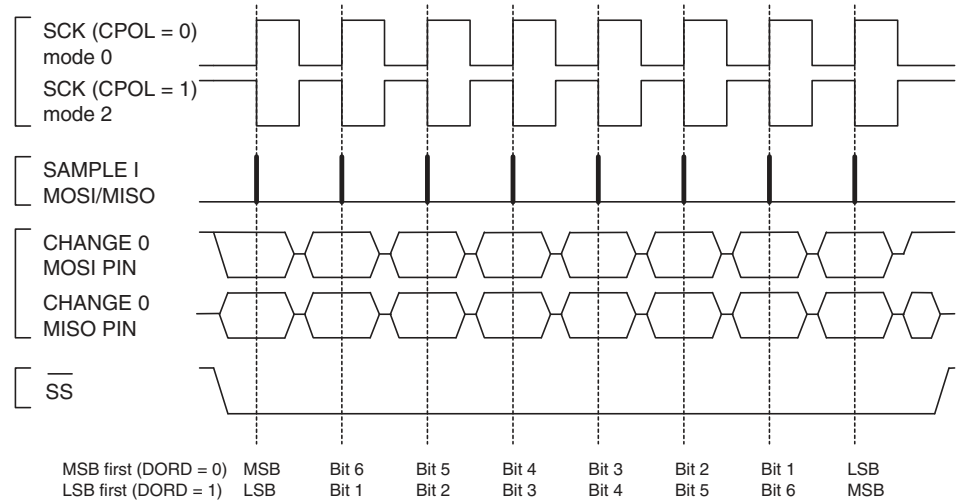 SCK (CPOL = 0)
mode 0
SCK (CPOL = 1)
mode 2
SAMPLE I
MOSI/MISO
CHANGE 0
MOSI PIN
CHANGE 0
MISO PIN
SS
MSB first (DORD = 0) MSB Bit 6 Bit 5 Bit 4 Bit 3 Bit 2 Bit 1 LSB
LSB first (DORD = 1) LSB Bit 1 Bit 2 Bit 3 Bit 4 Bit 5 Bit 6 MSB